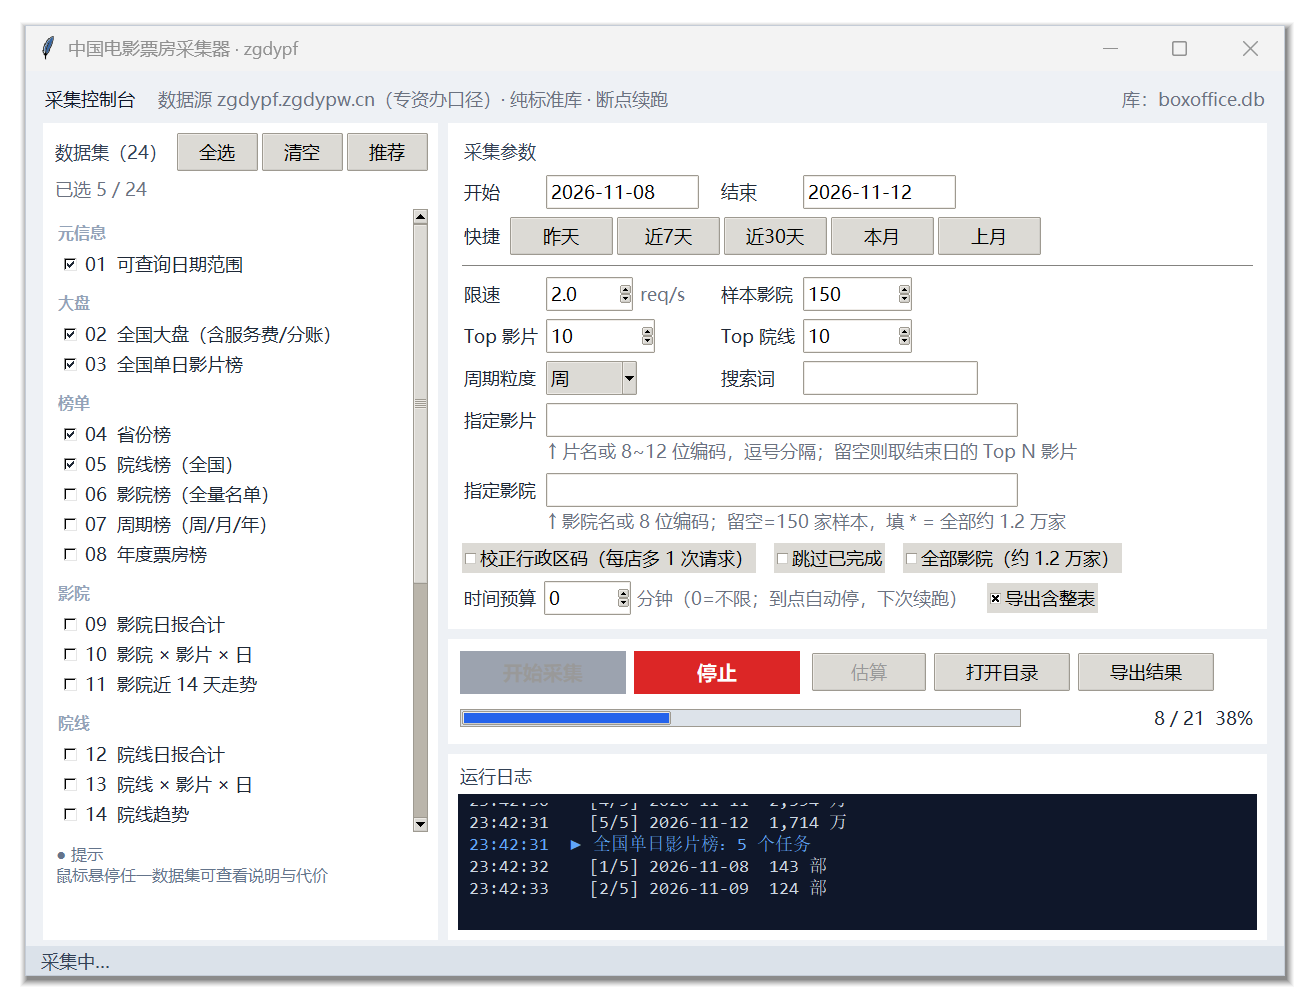 中国电影票房采集器 · zgdypf
采集控制台 数据源 zgdypf.zgdypw.cn（专资办口径）· 纯标准库 · 断点续跑 库：boxoffice.db
数据集（24） 全选 清空 推荐
已选 5 / 24
元信息
01 可查询日期范围
大盘
02 全国大盘（含服务费/分账）
03 全国单日影片榜
榜单
04 省份榜
05 院线榜（全国）
06 影院榜（全量名单）
07 周期榜（周/月/年）
08 年度票房榜
影院
09 影院日报合计
10 影院 × 影片 × 日
11 影院近 14 天走势
院线
12 院线日报合计
13 院线 × 影片 × 日
14 院线趋势
● 提示
鼠标悬停任一数据集可查看说明与代价
采集参数
开始 2026-11-08 结束 2026-11-12
快捷 昨天 近7天 近30天 本月 上月
限速 2.0 req/s 样本影院 150
Top 影片 10 Top 院线 10
周期粒度 周 搜索词
指定影片
↑ 片名或 8~12 位编码，逗号分隔；留空则取结束日的 Top N 影片
指定影院
↑ 影院名或 8 位编码；留空=150 家样本，填 * = 全部约 1.2 万家
校正行政区码（每店多 1 次请求） 跳过已完成 全部影院（约 1.2 万家）
时间预算 0 分钟（0=不限；到点自动停，下次续跑） 导出含整表
开始采集 停止 估算 打开目录 导出结果
8 / 21 38%
运行日志
23:42:31 [5/5] 2026-11-12 1,714 万
23:42:31 ▶ 全国单日影片榜：5 个任务
23:42:32 [1/5] 2026-11-08 143 部
23:42:33 [2/5] 2026-11-09 124 部
采集中...